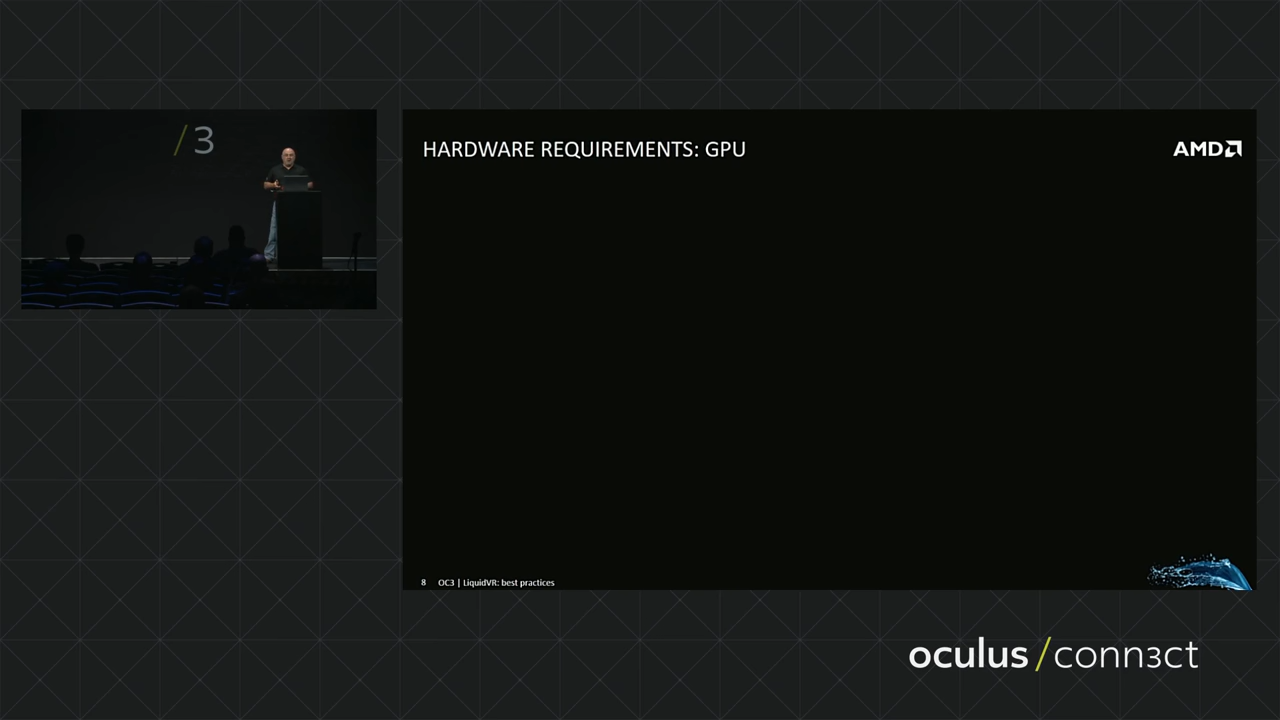 /3
HARDWARE REQUIREMENTS: GPU
AMD
8 OC3 | LiquidVR: best practices
oculus /conn3ct